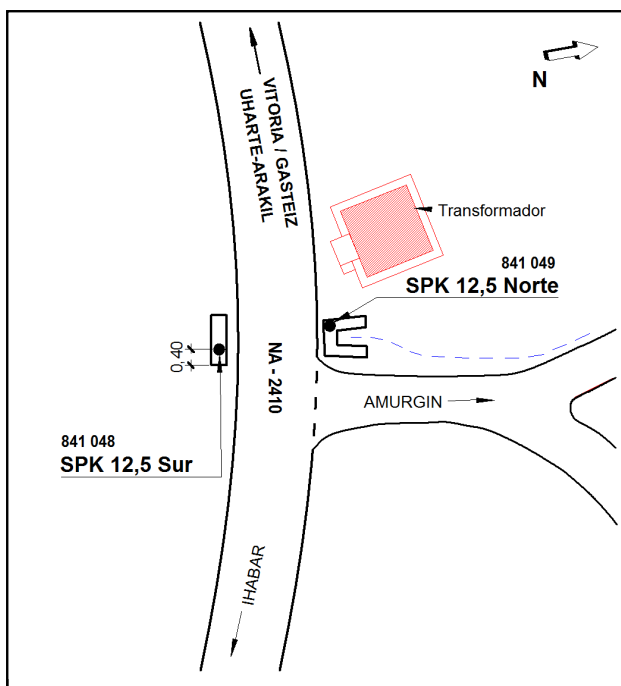 N
VITORIA / GASTEIZ
UHARTE-ARAKIL
Transformador
841 049
SPK 12,5 Norte
0,40
NA - 2410
AMURGIN
841 048
SPK 12,5 Sur
IHABAR